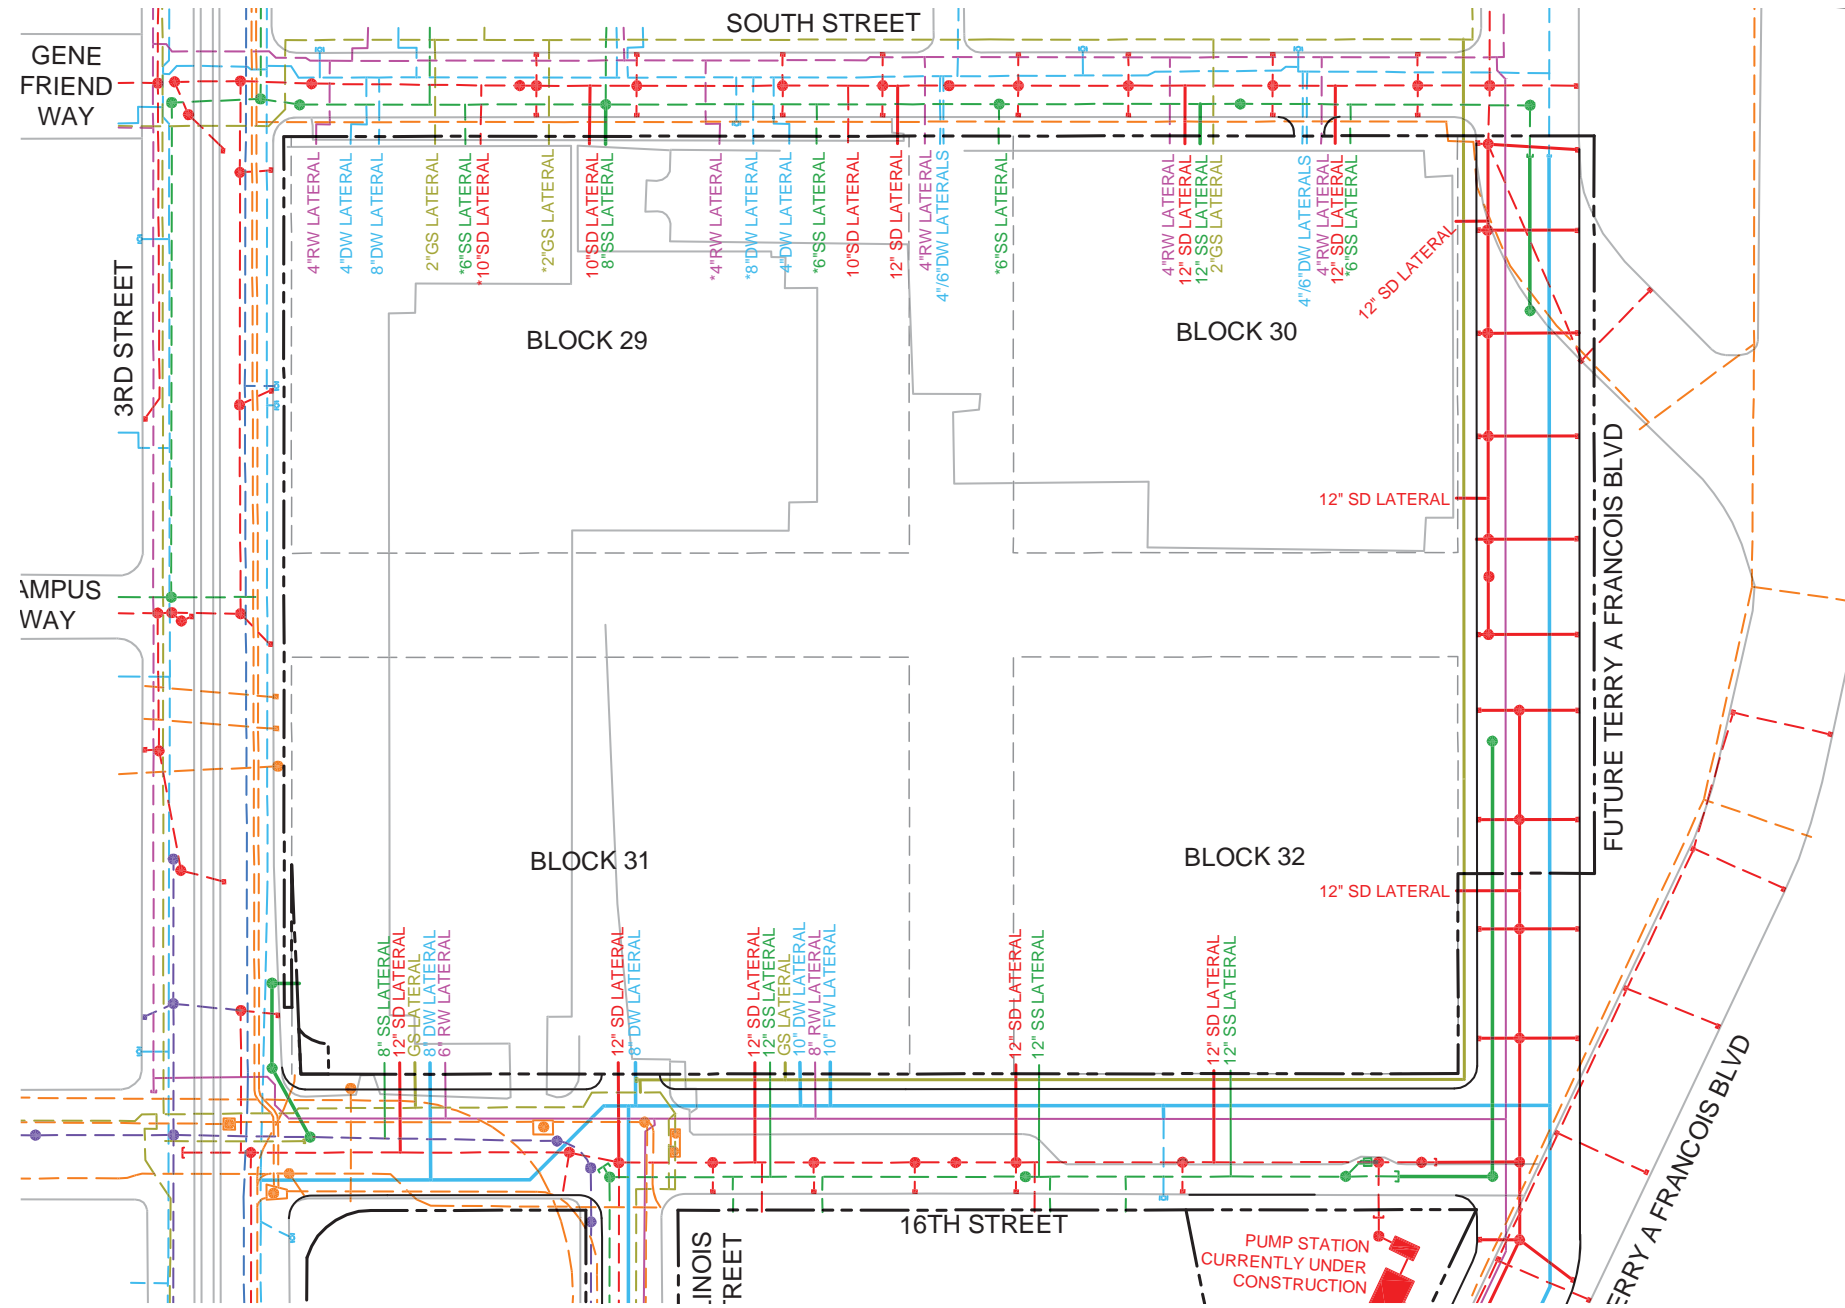 SOUTH STREET
GENE
FRIEND
WAY
4"RW LATERAL
4"DW LATERAL
8"DW LATERAL
2"GS LATERAL
*6"SS LATERAL
*10"SD LATERAL
*2"GS LATERAL
10"SD LATERAL
8"SS LATERAL
*4"RW LATERAL
*8"DW LATERAL
4"DW LATERAL
*6"SS LATERAL
10"SD LATERAL
12" SD LATERAL
4"RW LATERAL
4"/6"DW LATERALS
*6"SS LATERAL
4"RW LATERAL
12" SD LATERAL
12" SS LATERAL
2"GS LATERAL
4"/6"DW LATERALS
4"RW LATERAL
12" SD LATERAL
*6"SS LATERAL
12" SD LATERAL
3RD STREET
BLOCK 29
BLOCK 30
12" SD LATERAL
FUTURE TERRY A FRANCOIS BLVD
AMPUS
WAY
BLOCK 31
BLOCK 32
12" SD LATERAL
8" SS LATERAL
12" SD LATERAL
GS LATERAL
8" DW LATERAL
6" RW LATERAL
12" SD LATERAL
8" DW LATERAL
12" SD LATERAL
12" SS LATERAL
GS LATERAL
10" DW LATERAL
8" RW LATERAL
10" FW LATERAL
12" SD LATERAL
12" SS LATERAL
12" SD LATERAL
12" SS LATERAL
16TH STREET
LINOIS
TREET
PUMP STATION
CURRENTLY UNDER
CONSTRUCTION
ERRY A FRANCOIS BLVD